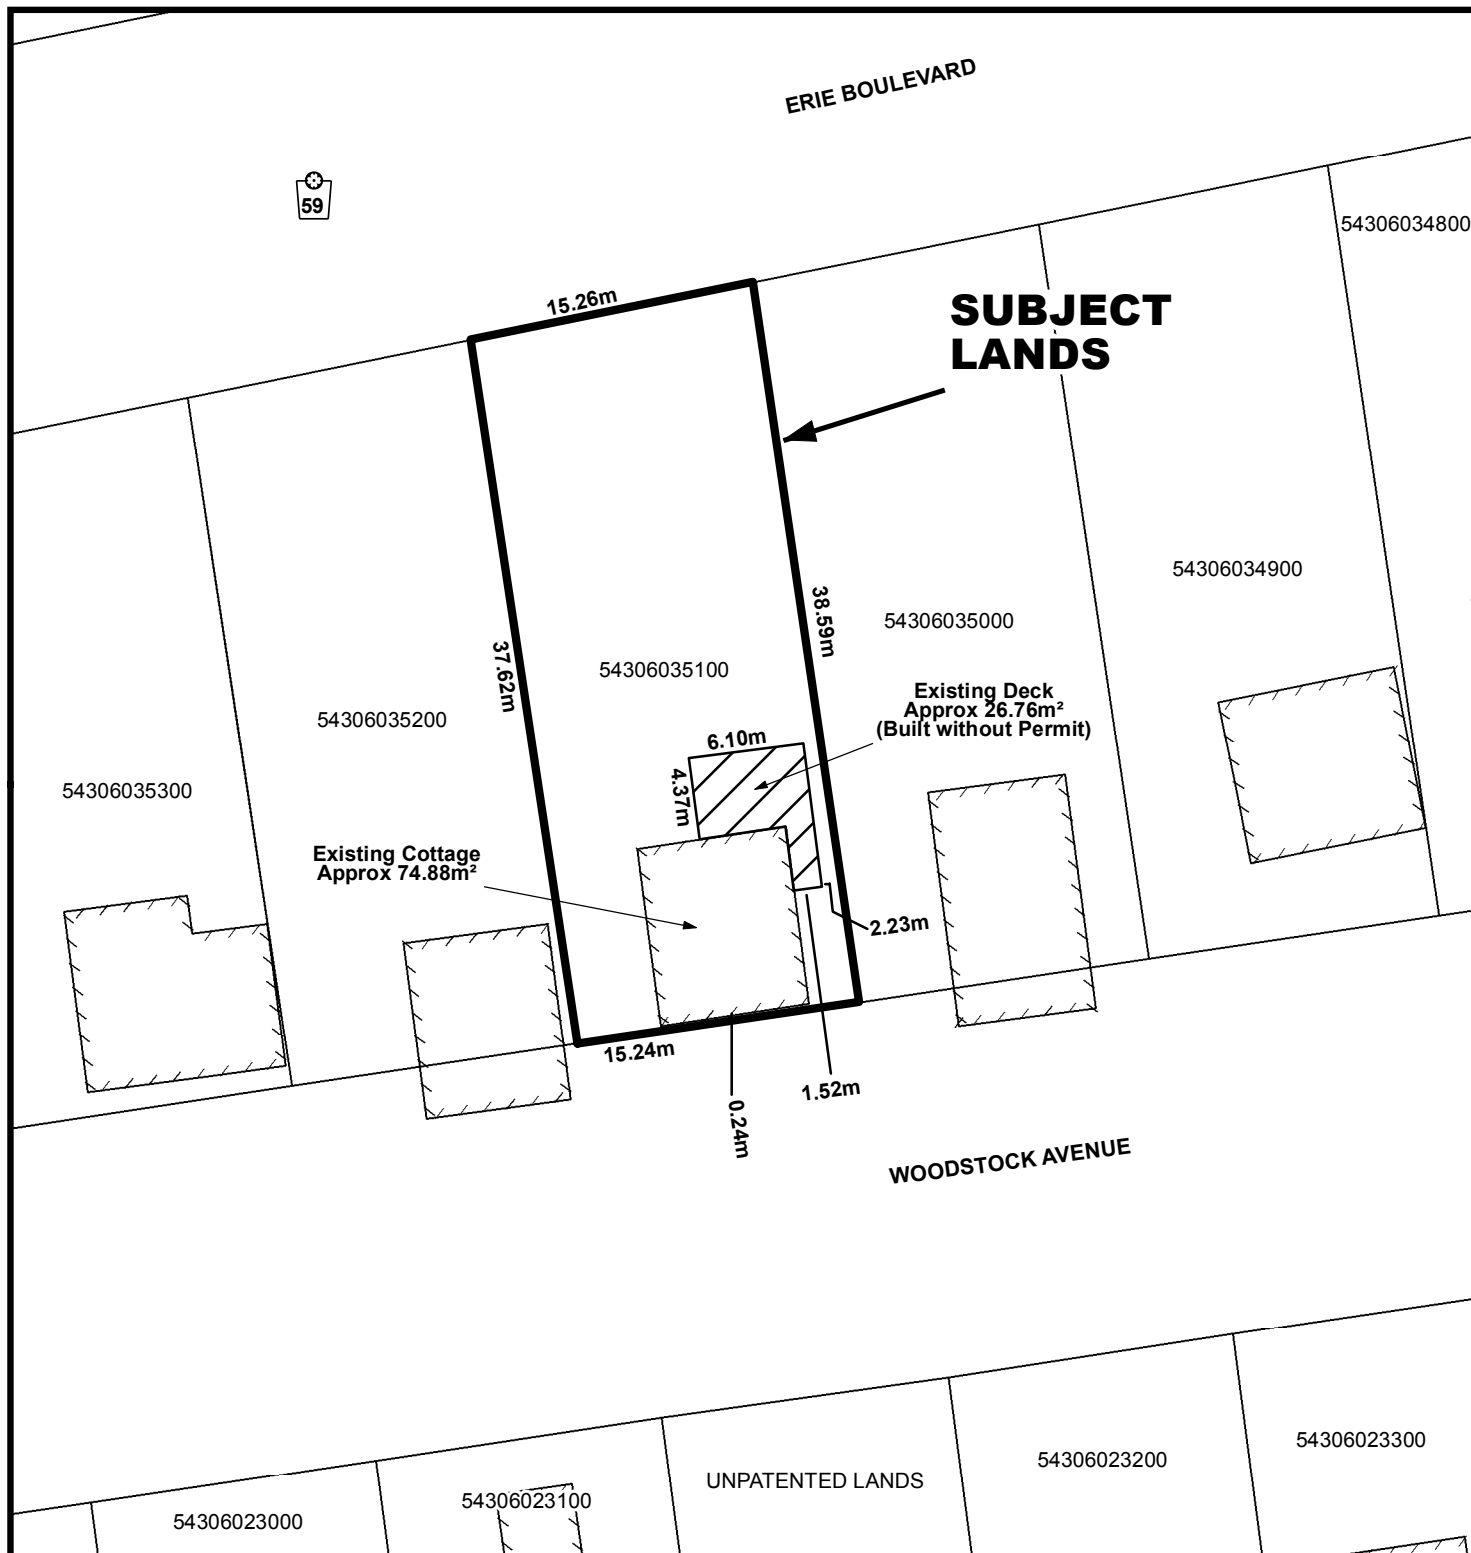 ERIE BOULEVARD
59
54306034800
15.26m
SUBJECT
LANDS
54306034900
38.59m
54306035000
37.62m
54306035100
Existing Deck
Approx 26.76m²
(Built without Permit)
54306035200
6.10m
4.37m
54306035300
Existing Cottage
Approx 74.88m²
2.23m
15.24m
1.52m
0.24m
WOODSTOCK AVENUE
54306023300
54306023200
UNPATENTED LANDS
54306023100
54306023000